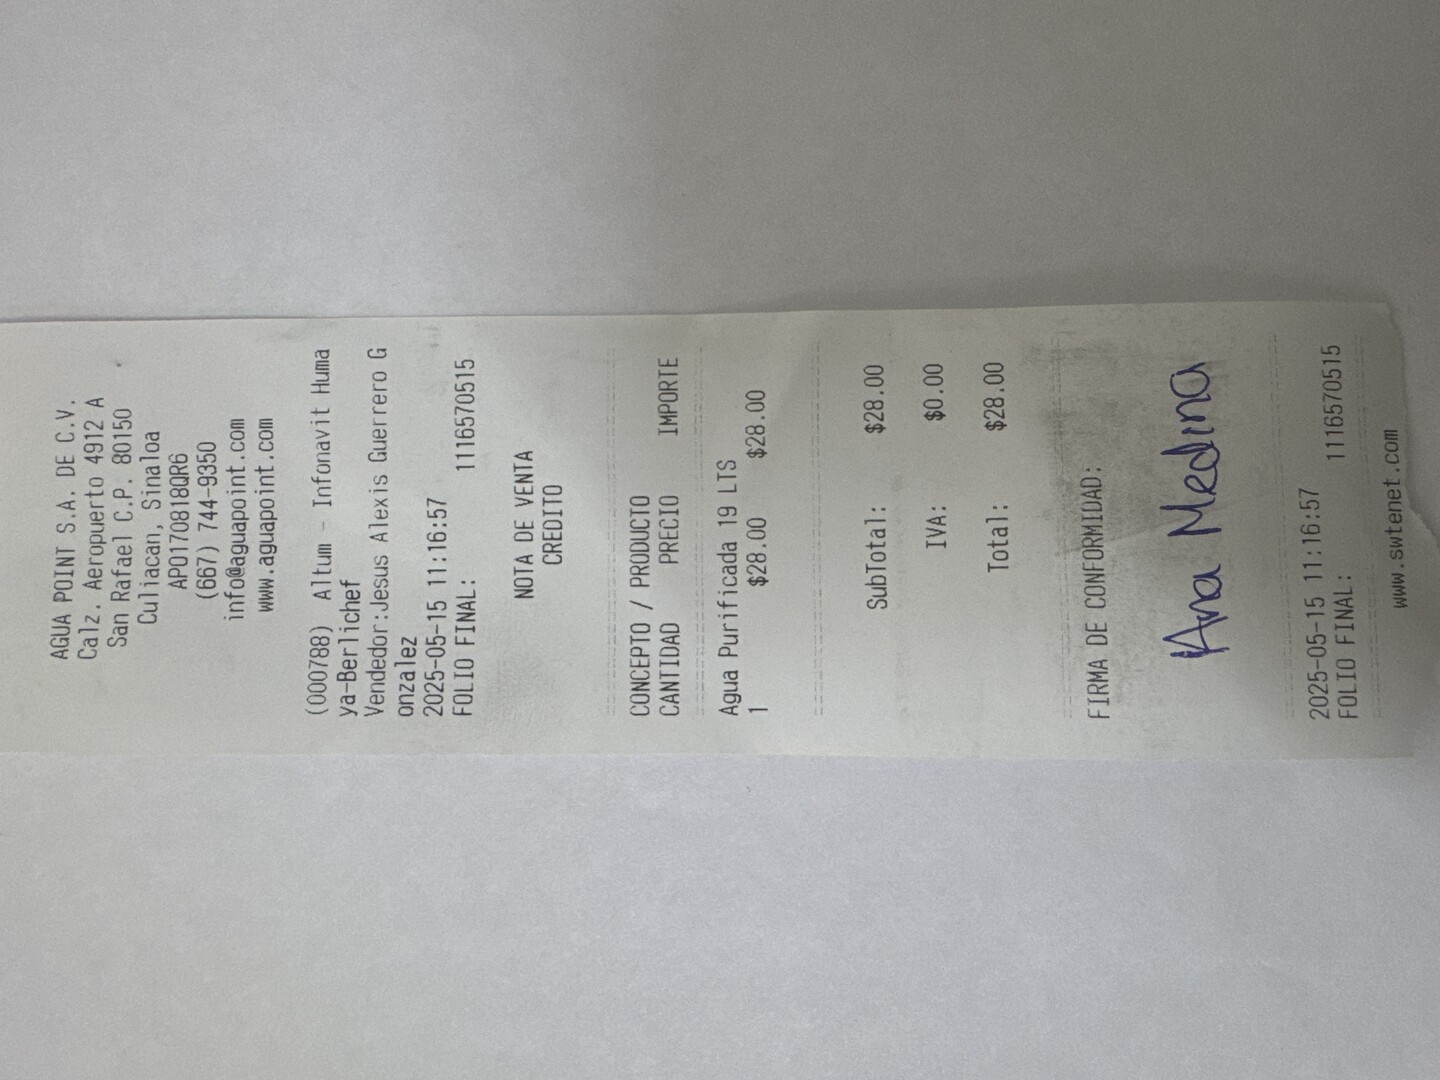 AGUA POINT S.A. DE C.V.
Calz. Aeropuerto 4912 A
San Rafael C.P. 80150
Culiacan, Sinaloa
APO170818QR6
(667) 744-9350
info@aguapoint.com
www.aguapoint.com
(000788) Altum - Infonavit Huma
ya-Berlichef
Vendedor:Jesus Alexis Guerrero G
onzalez
2025-05-15 11:16:57
FOLIO FINAL: 1116570515
NOTA DE VENTA
CREDITO
CONCEPTO / PRODUCTO
CANTIDAD PRECIO IMPORTE
Agua Purificada 19 LTS
1 $28.00 $28.00
SubTotal: $28.00
IVA: $0.00
Total: $28.00
FIRMA DE CONFORMIDAD:
Ana Medina
2025-05-15 11:16:57
FOLIO FINAL: 1116570515
www.swtenet.com